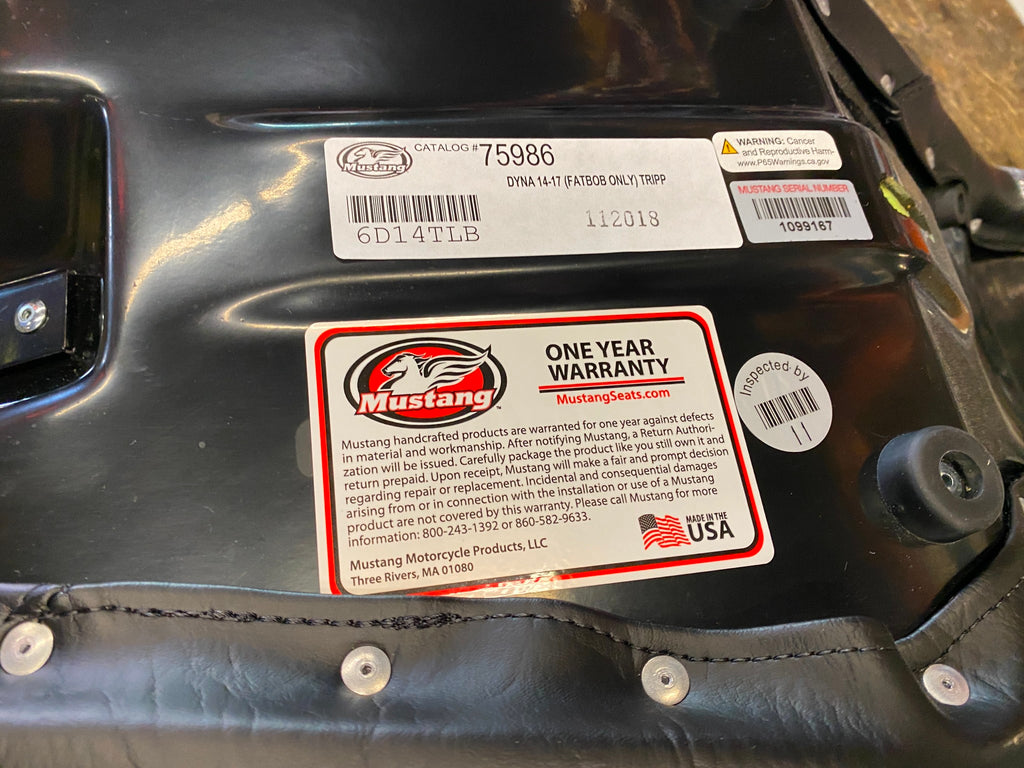 Mustang
CATALOG #75986
DYNA 14-17 (FATBOB ONLY) TRIPP
6D14TLB
112018
WARNING: Cancer
and Reproductive Harm-
www.P65Warnings.ca.gov
MUSTANG SERIAL NUMBER
1099167
Mustang™
ONE YEAR
WARRANTY
MustangSeats.com
Mustang handcrafted products are warranted for one year against defects
in material and workmanship. After notifying Mustang, a Return Authori-
zation will be issued. Carefully package the product like you still own it and
return prepaid. Upon receipt, Mustang will make a fair and prompt decision
regarding repair or replacement. Incidental and consequential damages
arising from or in connection with the installation or use of a Mustang
product are not covered by this warranty. Please call Mustang for more
information: 800-243-1392 or 860-582-9633.
Mustang Motorcycle Products, LLC
Three Rivers, MA 01080
MADE IN THE
USA
Inspected by
11